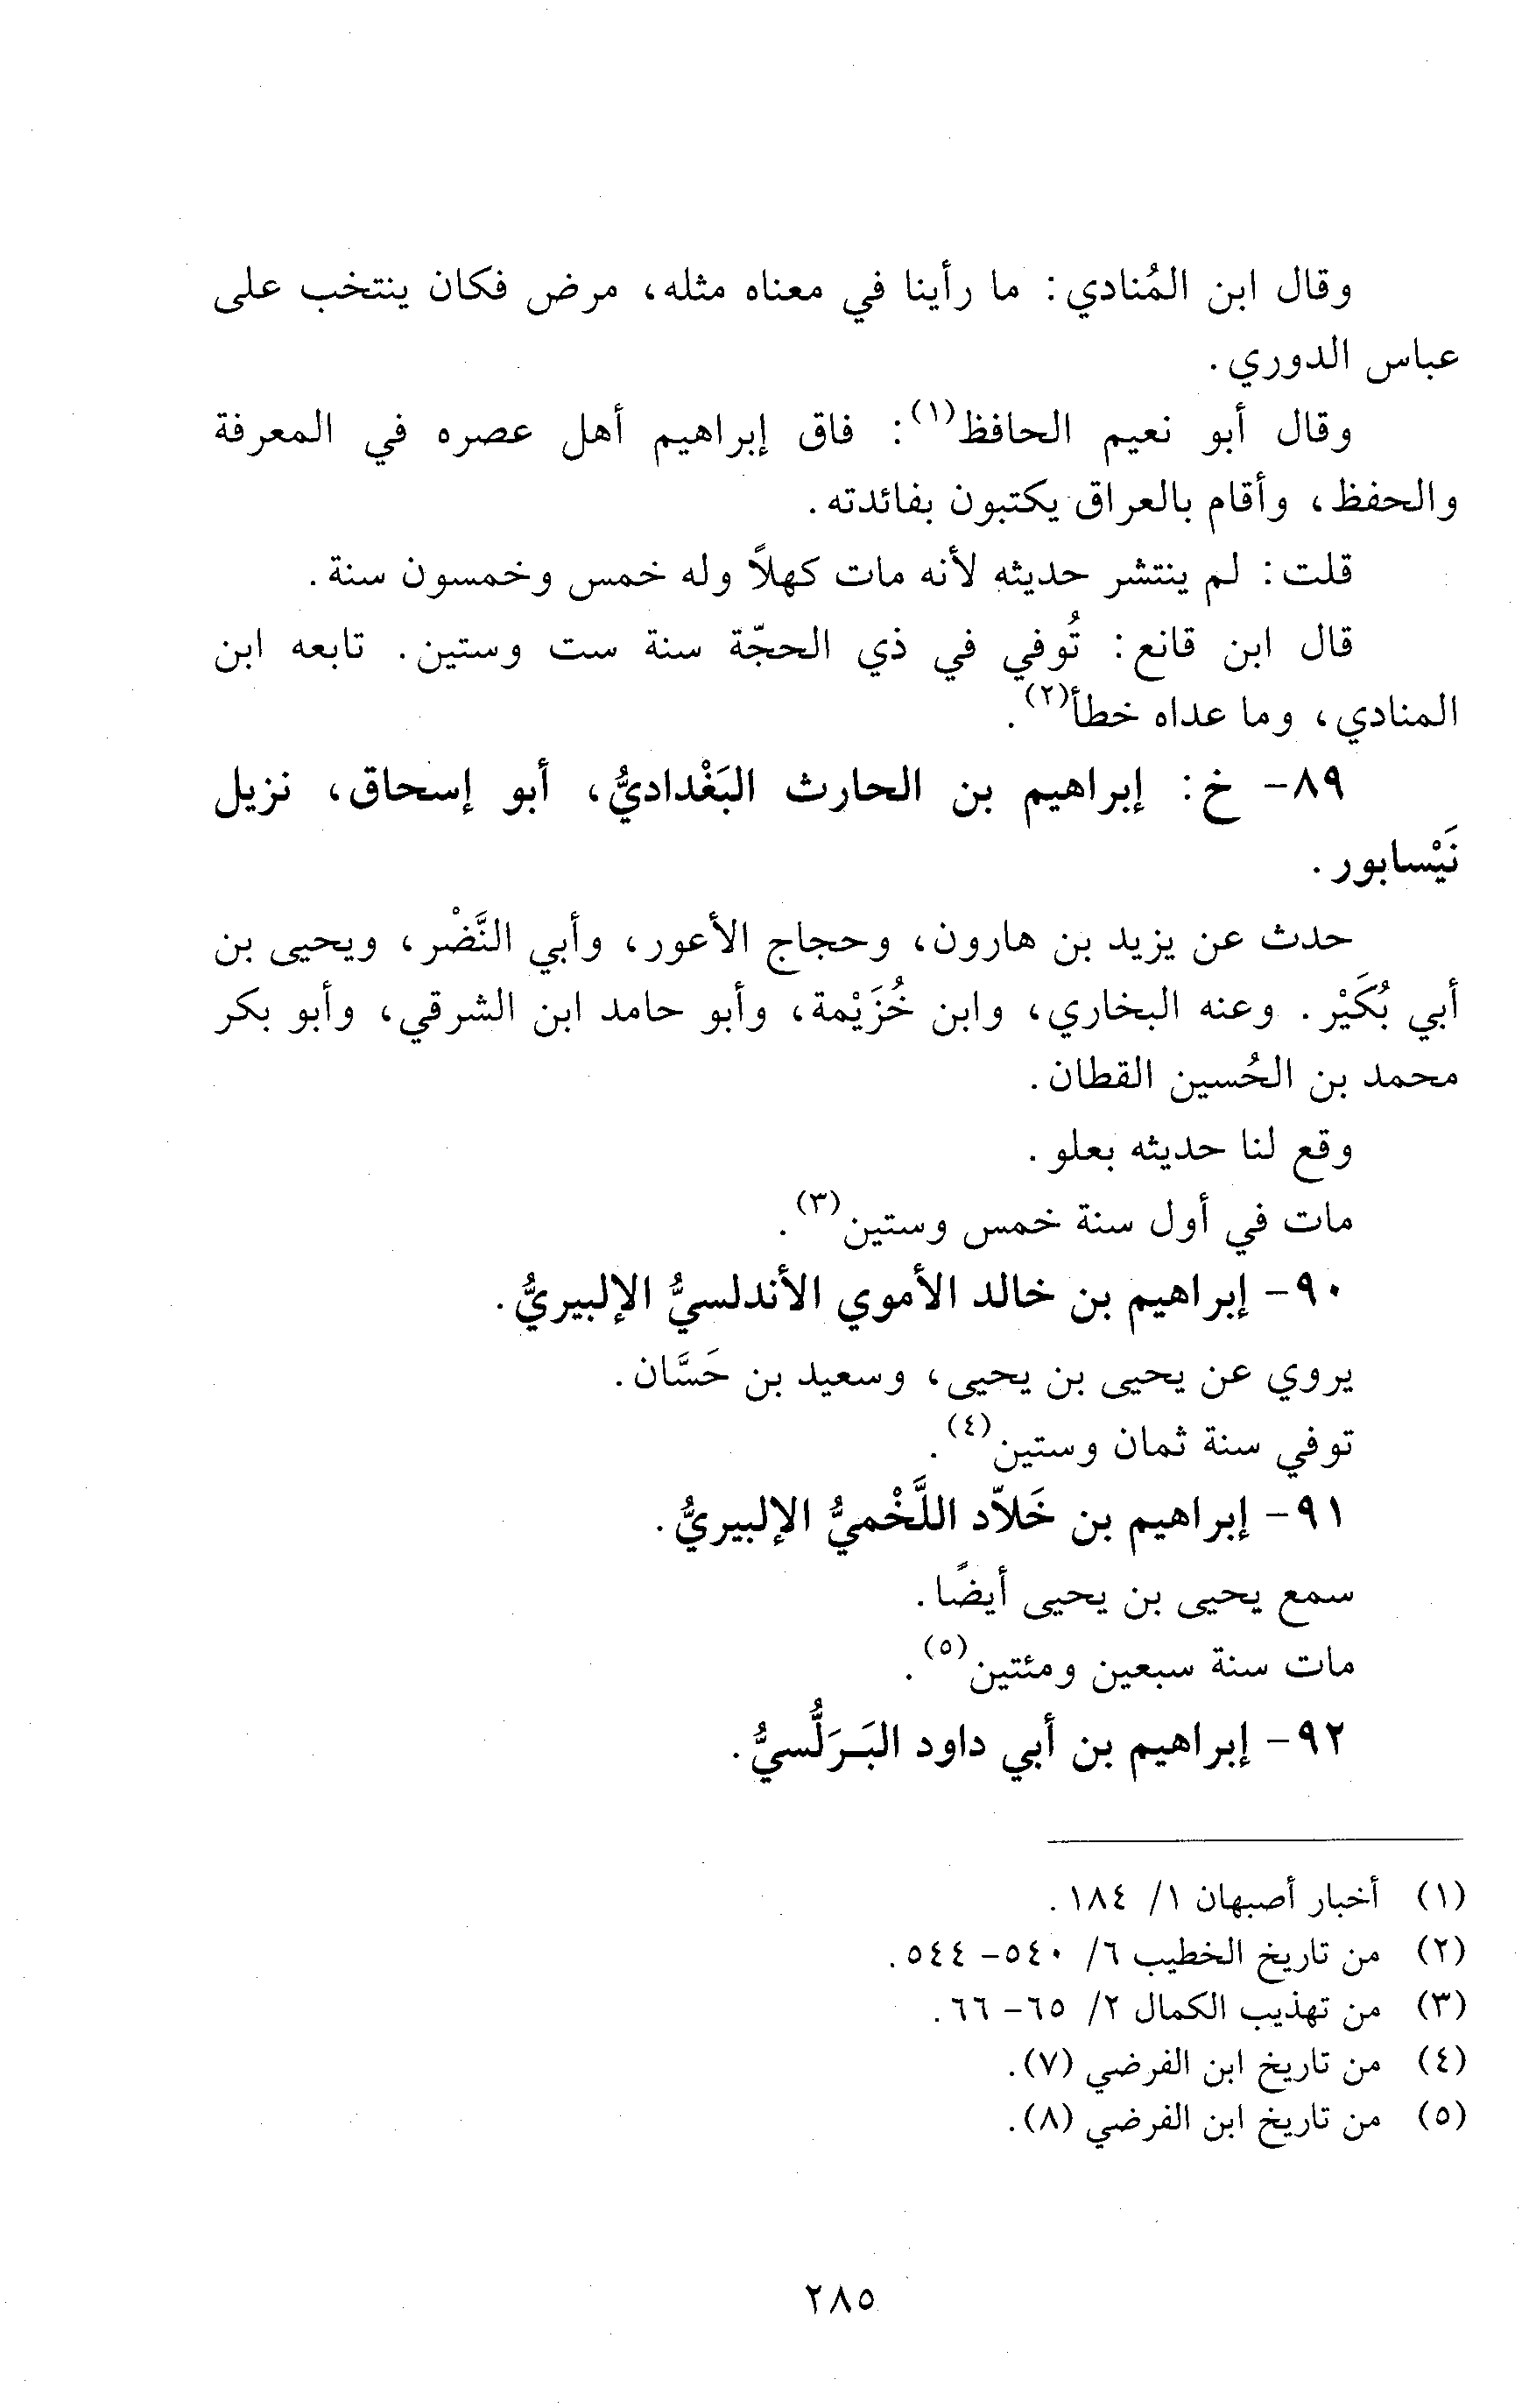 وقال ابن المُنادي: ما رأينا في معناه مثله، مرض فكان ينتخب على
عباس الدوري.
وقال أبو نعيم الحافظ(١): فاق إبراهيم أهل عصره في المعرفة
والحفظ، وأقام بالعراق يكتبون بفائدته.
قلت: لم ينتشر حديثه لأنه مات كهلاً وله خمس وخمسون سنة.
قال ابن قانع: تُوفي في ذي الحجّة سنة ست وستين. تابعه ابن
المنادي، وما عداه خطأ(٢).
٨٩- خ: إبراهيم بن الحارث البَغْداديُّ، أبو إسحاق، نزيل
نَيْسابور.
حدث عن يزيد بن هارون، وحجاج الأعور، وأبي النَّضْر، ويحيى بن
أبي بُكَيْر. وعنه البخاري، وابن خُزَيْمة، وأبو حامد ابن الشرقي، وأبو بكر
محمد بن الحُسين القطان.
وقع لنا حديثه بعلو.
مات في أول سنة خمس وستين(٣).
٩٠- إبراهيم بن خالد الأموي الأندلسيُّ الإلبيريُّ.
يروي عن يحيى بن يحيى، وسعيد بن حَسَّان.
توفي سنة ثمان وستين(٤).
٩١- إبراهيم بن خَلاّد اللَّخْميُّ الإلبيريُّ.
سمع يحيى بن يحيى أيضًا.
مات سنة سبعين ومئتين(٥).
٩٢- إبراهيم بن أبي داود البَـرَلُّسيُّ.
(١) أخبار أصبهان ١/ ١٨٤.
(٢) من تاريخ الخطيب ٦/ ٥٤٠- ٥٤٤.
(٣) من تهذيب الكمال ٢/ ٦٥- ٦٦.
(٤) من تاريخ ابن الفرضي (٧).
(٥) من تاريخ ابن الفرضي (٨).
٢٨٥